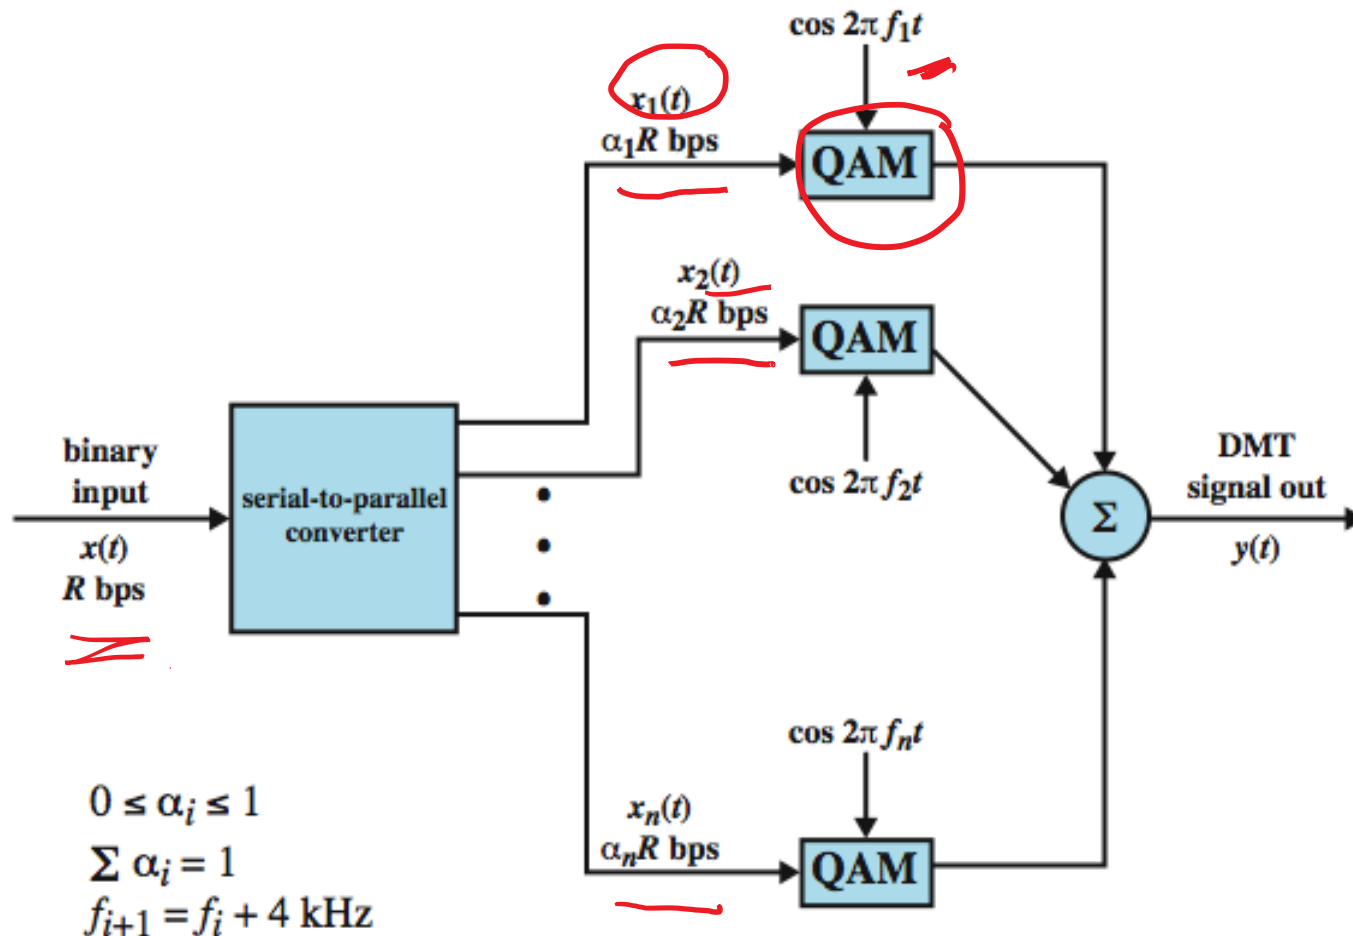 cos 2π f₁t
x₁(t)
α₁R bps
QAM
x₂(t)
α₂R bps
QAM
cos 2π f₂t
binary
input
x(t)
R bps
serial-to-parallel
converter
Σ
DMT
signal out
y(t)
cos 2π fₙt
xₙ(t)
αₙR bps
QAM
0 ≤ αᵢ ≤ 1
Σ αᵢ = 1
fᵢ₊₁ = fᵢ + 4 kHz